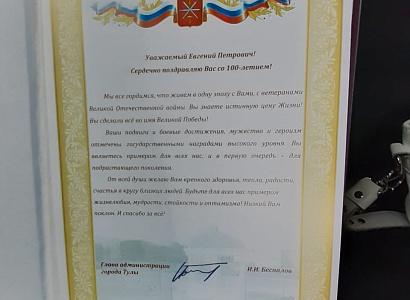 Уважаемый Евгений Петрович!
Сердечно поздравляю Вас со 100-летием!
Мы все гордимся, что живем в одну эпоху с Вами, с ветеранами
Великой Отечественной войны. Вы знаете истинную цену Жизни!
Вы сделали всё во имя Великой Победы!
Ваши подвиги и боевые достижения, мужество и героизм
отмечены государственными наградами высокого уровня. Вы
являетесь примером для всех нас, и в первую очередь - для
подрастающего поколения.
От всей души желаю Вам крепкого здоровья, тепла, радости,
счастья в кругу близких людей. Будьте для всех нас примером
жизнелюбия, мудрости, стойкости и оптимизма! Низкий Вам
поклон. И спасибо за всё!
Глава администрации
города Тулы
И.И. Беспалов